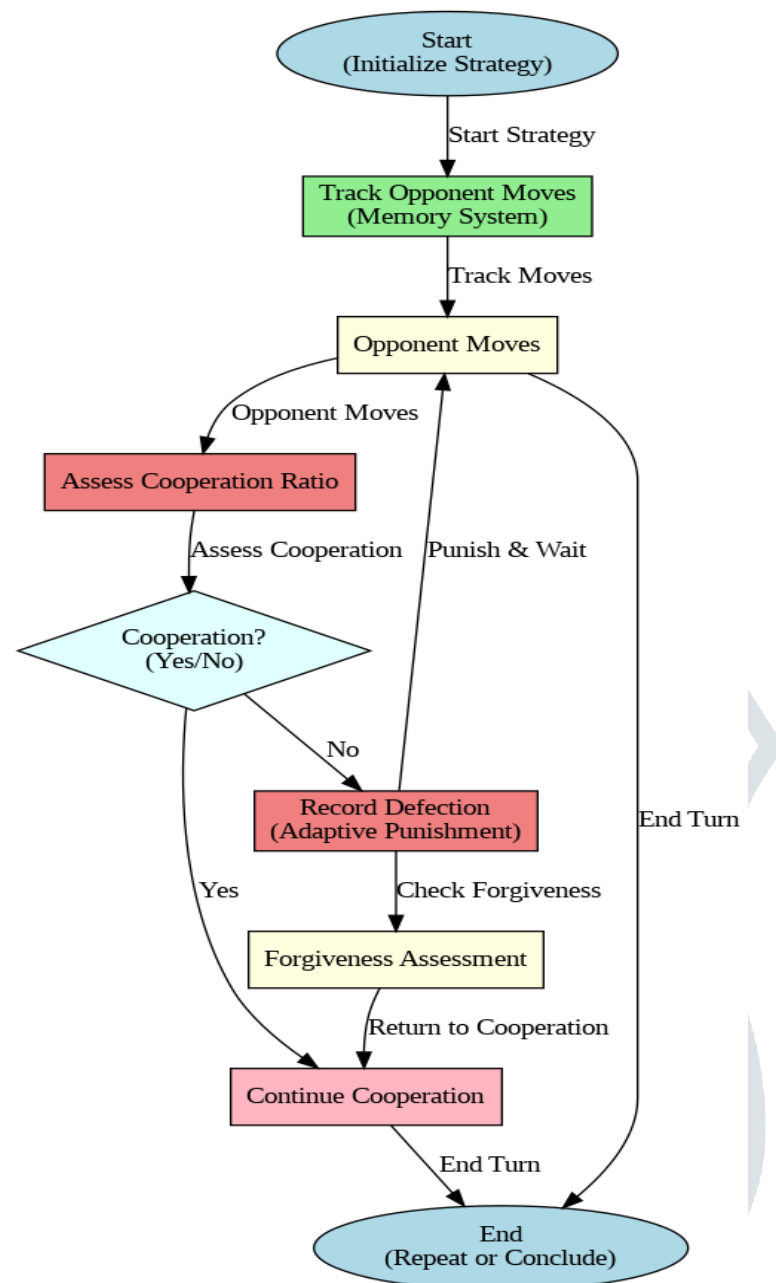 Start
(Initialize Strategy)
Start Strategy
Track Opponent Moves
(Memory System)
Track Moves
Opponent Moves
Opponent Moves
Assess Cooperation Ratio
Assess Cooperation
Punish & Wait
Cooperation?
(Yes/No)
No
Record Defection
(Adaptive Punishment)
End Turn
Yes
Check Forgiveness
Forgiveness Assessment
Return to Cooperation
Continue Cooperation
End Turn
End
(Repeat or Conclude)